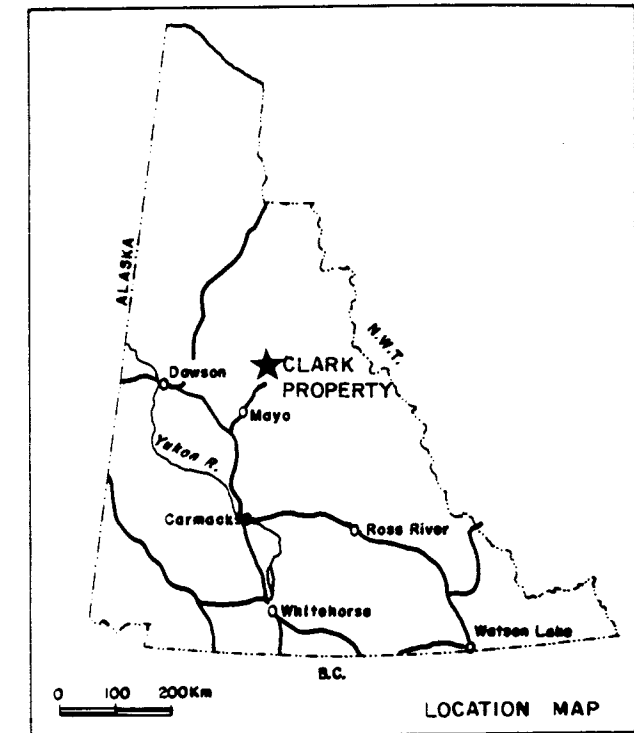 ALASKA
N.W.T.
Dawson
CLARK
PROPERTY
Mayo
Yukon R.
Carmacks
Ross River
Whitehorse
Watson Lake
B.C.
0 100 200Km
LOCATION MAP